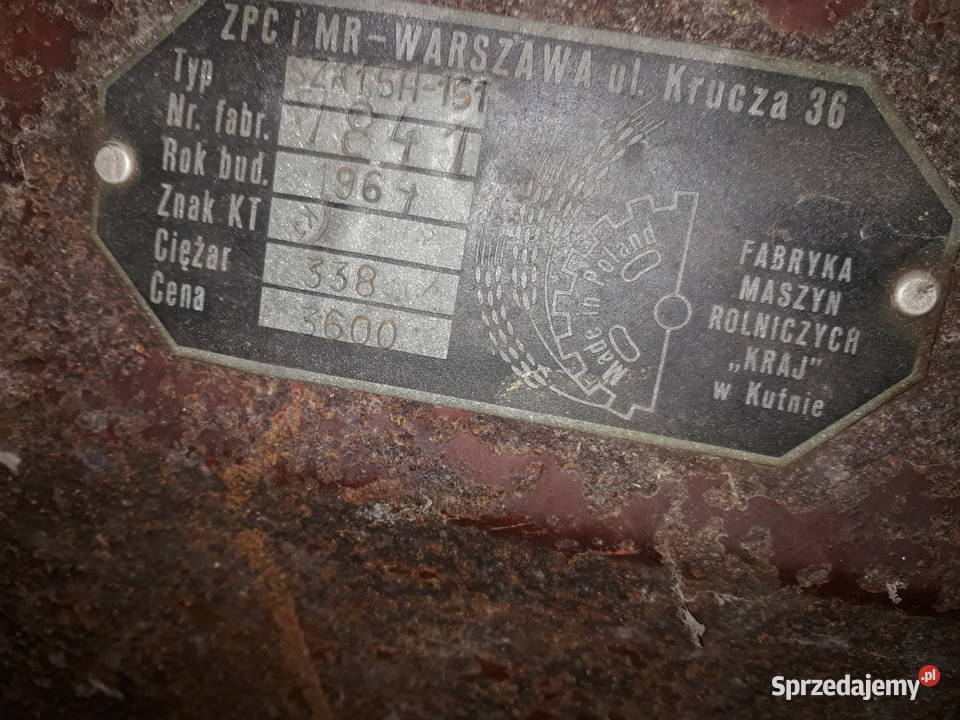 ZPC i MR-WARSZAWA ul. Krucza 36
Typ
Nr. fabr.
Rok bud. 1961
Znak KT
Ciężar 338
Cena 3600
Made in Poland
FABRYKA
MASZYN
ROLNICZYCH
„KRAJ"
w Kutnie
Sprzedajemy.pl